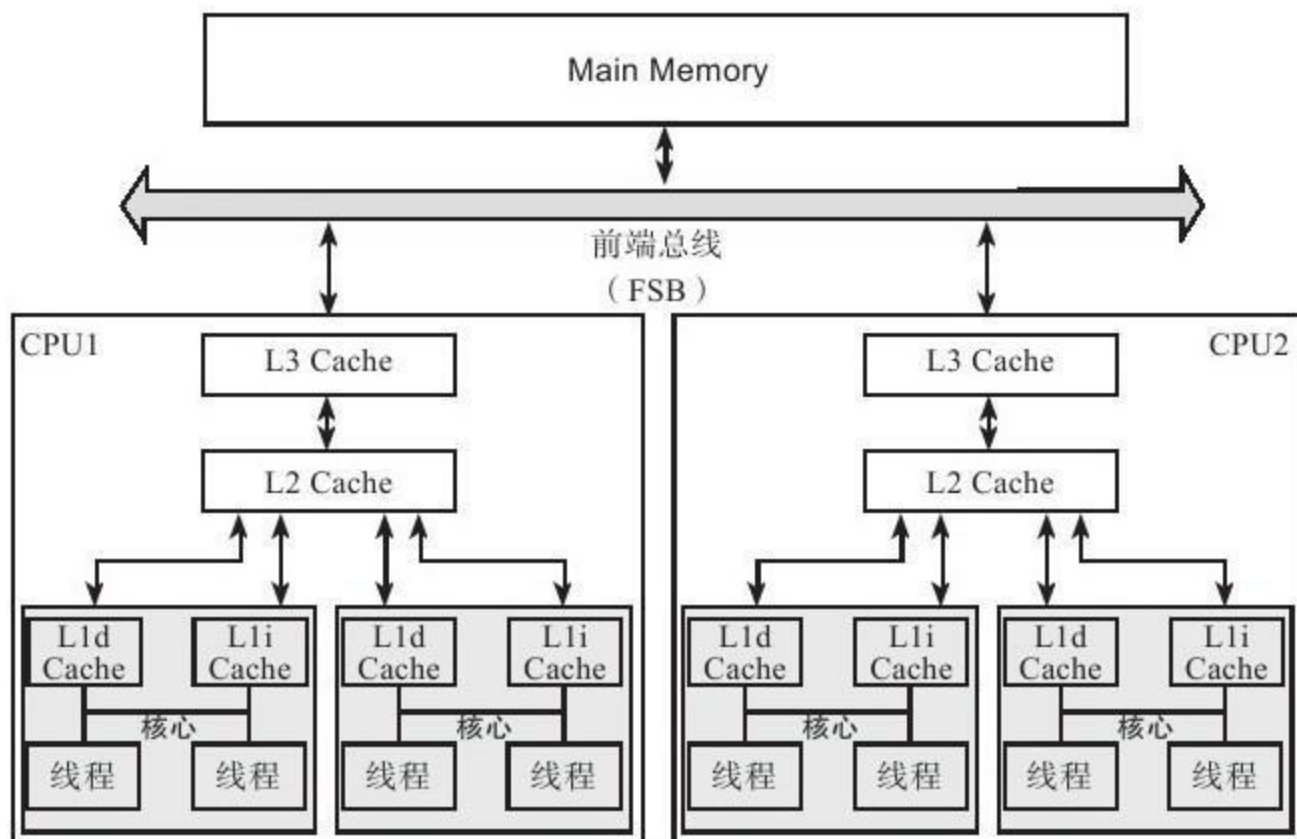 Main Memory
前端总线
（FSB）
CPU1
L3 Cache
L2 Cache
L1d
Cache
L1i
Cache
核心
线程
线程
L1d
Cache
L1i
Cache
核心
线程
线程
CPU2
L3 Cache
L2 Cache
L1d
Cache
L1i
Cache
核心
线程
线程
L1d
Cache
L1i
Cache
核心
线程
线程